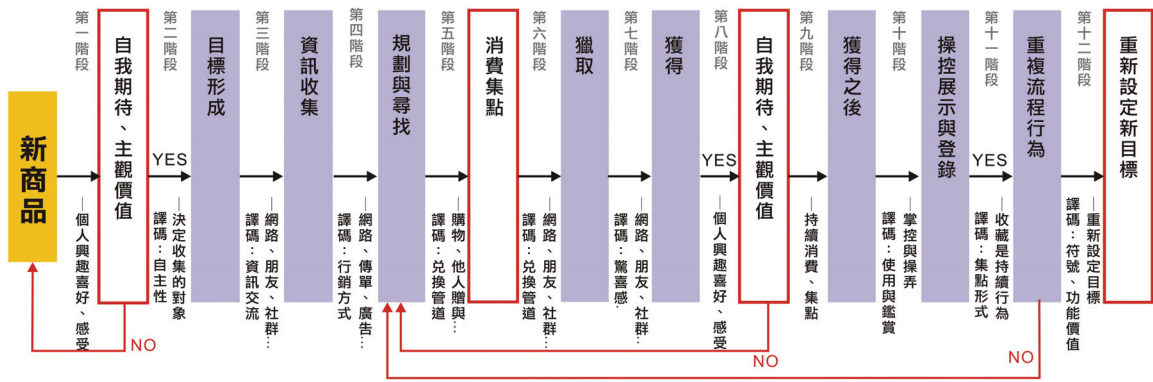 新商品
第一階段
自我期待、主觀價值
第二階段
目標形成
第三階段
資訊收集
第四階段
規劃與尋找
第五階段
消費集點
第六階段
獵取
第七階段
獲得
第八階段
自我期待、主觀價值
第九階段
獲得之後
第十階段
操控展示與登錄
第十一階段
重複流程行為
第十二階段
重新設定新目標
YES
YES
YES
—個人興趣喜好、感受
—決定收集的對象
譯碼：自主性
—網路、朋友、社群…
譯碼：資訊交流
—網路、傳單、廣告…
譯碼：行銷方式
—購物、他人贈與…
譯碼：兌換管道
—網路、朋友、社群…
譯碼：兌換管道
—網路、朋友、社群…
譯碼：驚喜感.
—個人興趣喜好、感受
—持續消費、集點
—掌控與操弄
譯碼：使用與鑑賞
—收藏是持續行為
譯碼：集點形式
—重新設定目標
譯碼：符號、功能價值
NO
NO
NO